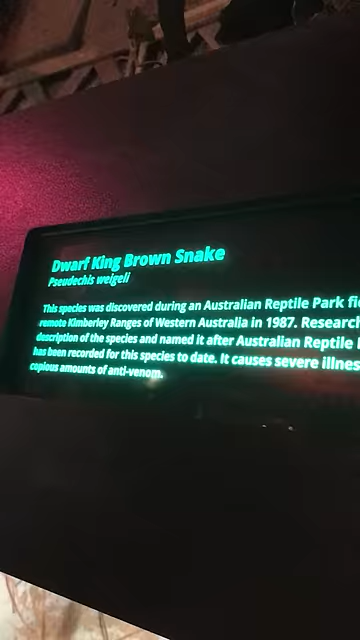 Dwarf King Brown Snake
Pseudechis weigeli
This species was discovered during an Australian Reptile Park
remote Kimberley Ranges of Western Australia in 1987.
description of the species and named it after Australian Reptile
has been recorded for this species to date. It causes severe
copious amounts of anti-venom.